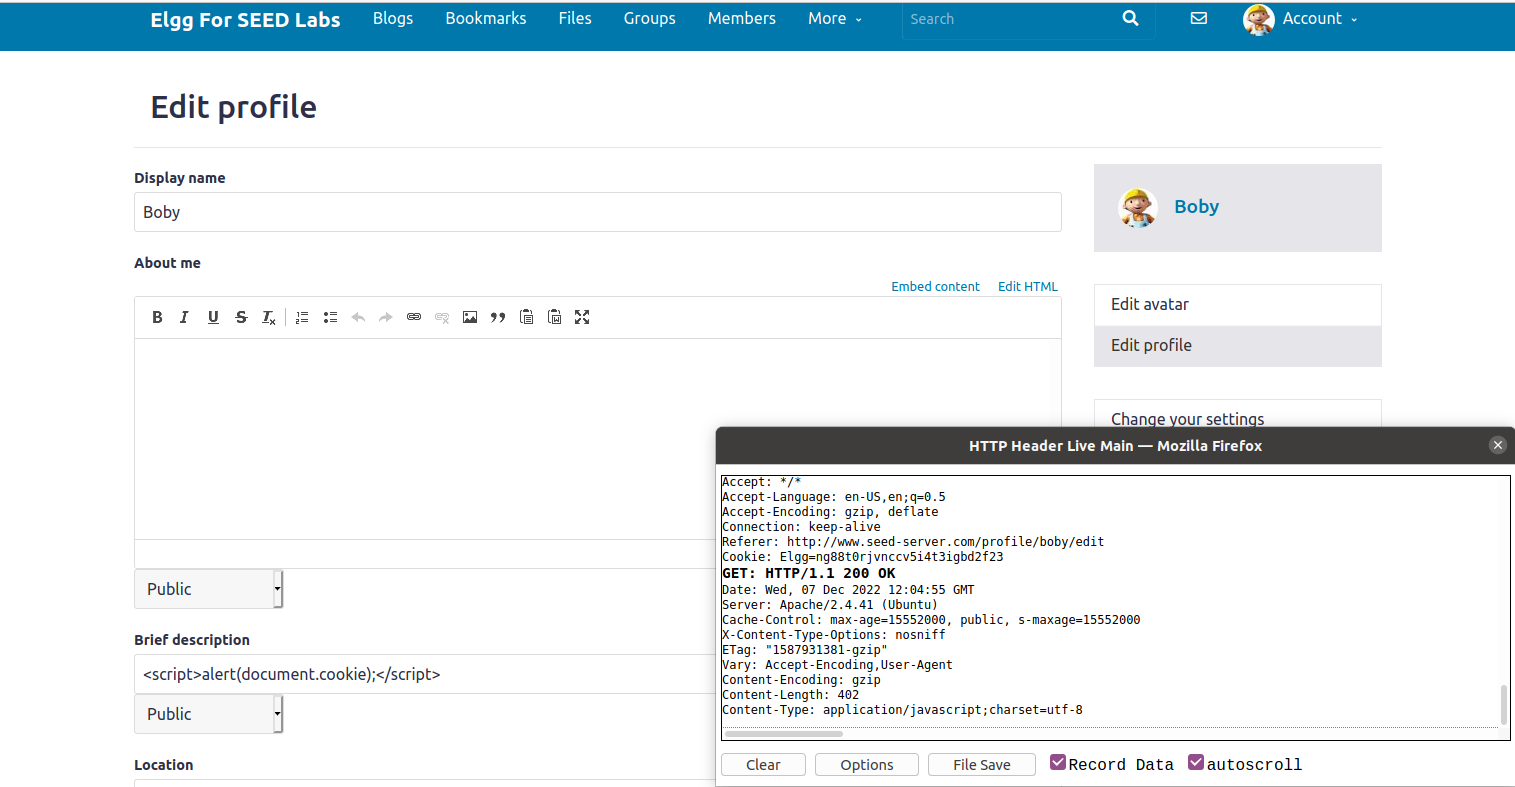 Elgg For SEED Labs Blogs Bookmarks Files Groups Members More Search Account
Edit profile
Display name
Boby
About me
Embed content Edit HTML
B I U S Tx
Public
Brief description
<script>alert(document.cookie);</script>
Public
Location
Boby
Edit avatar
Edit profile
Change your settings
HTTP Header Live Main — Mozilla Firefox
Accept: */*
Accept-Language: en-US,en;q=0.5
Accept-Encoding: gzip, deflate
Connection: keep-alive
Referer: http://www.seed-server.com/profile/boby/edit
Cookie: Elgg=ng88t0rjvnccv5i4t3igbd2f23
GET: HTTP/1.1 200 OK
Date: Wed, 07 Dec 2022 12:04:55 GMT
Server: Apache/2.4.41 (Ubuntu)
Cache-Control: max-age=15552000, public, s-maxage=15552000
X-Content-Type-Options: nosniff
ETag: "1587931381-gzip"
Vary: Accept-Encoding,User-Agent
Content-Encoding: gzip
Content-Length: 402
Content-Type: application/javascript;charset=utf-8
Clear Options File Save Record Data autoscroll